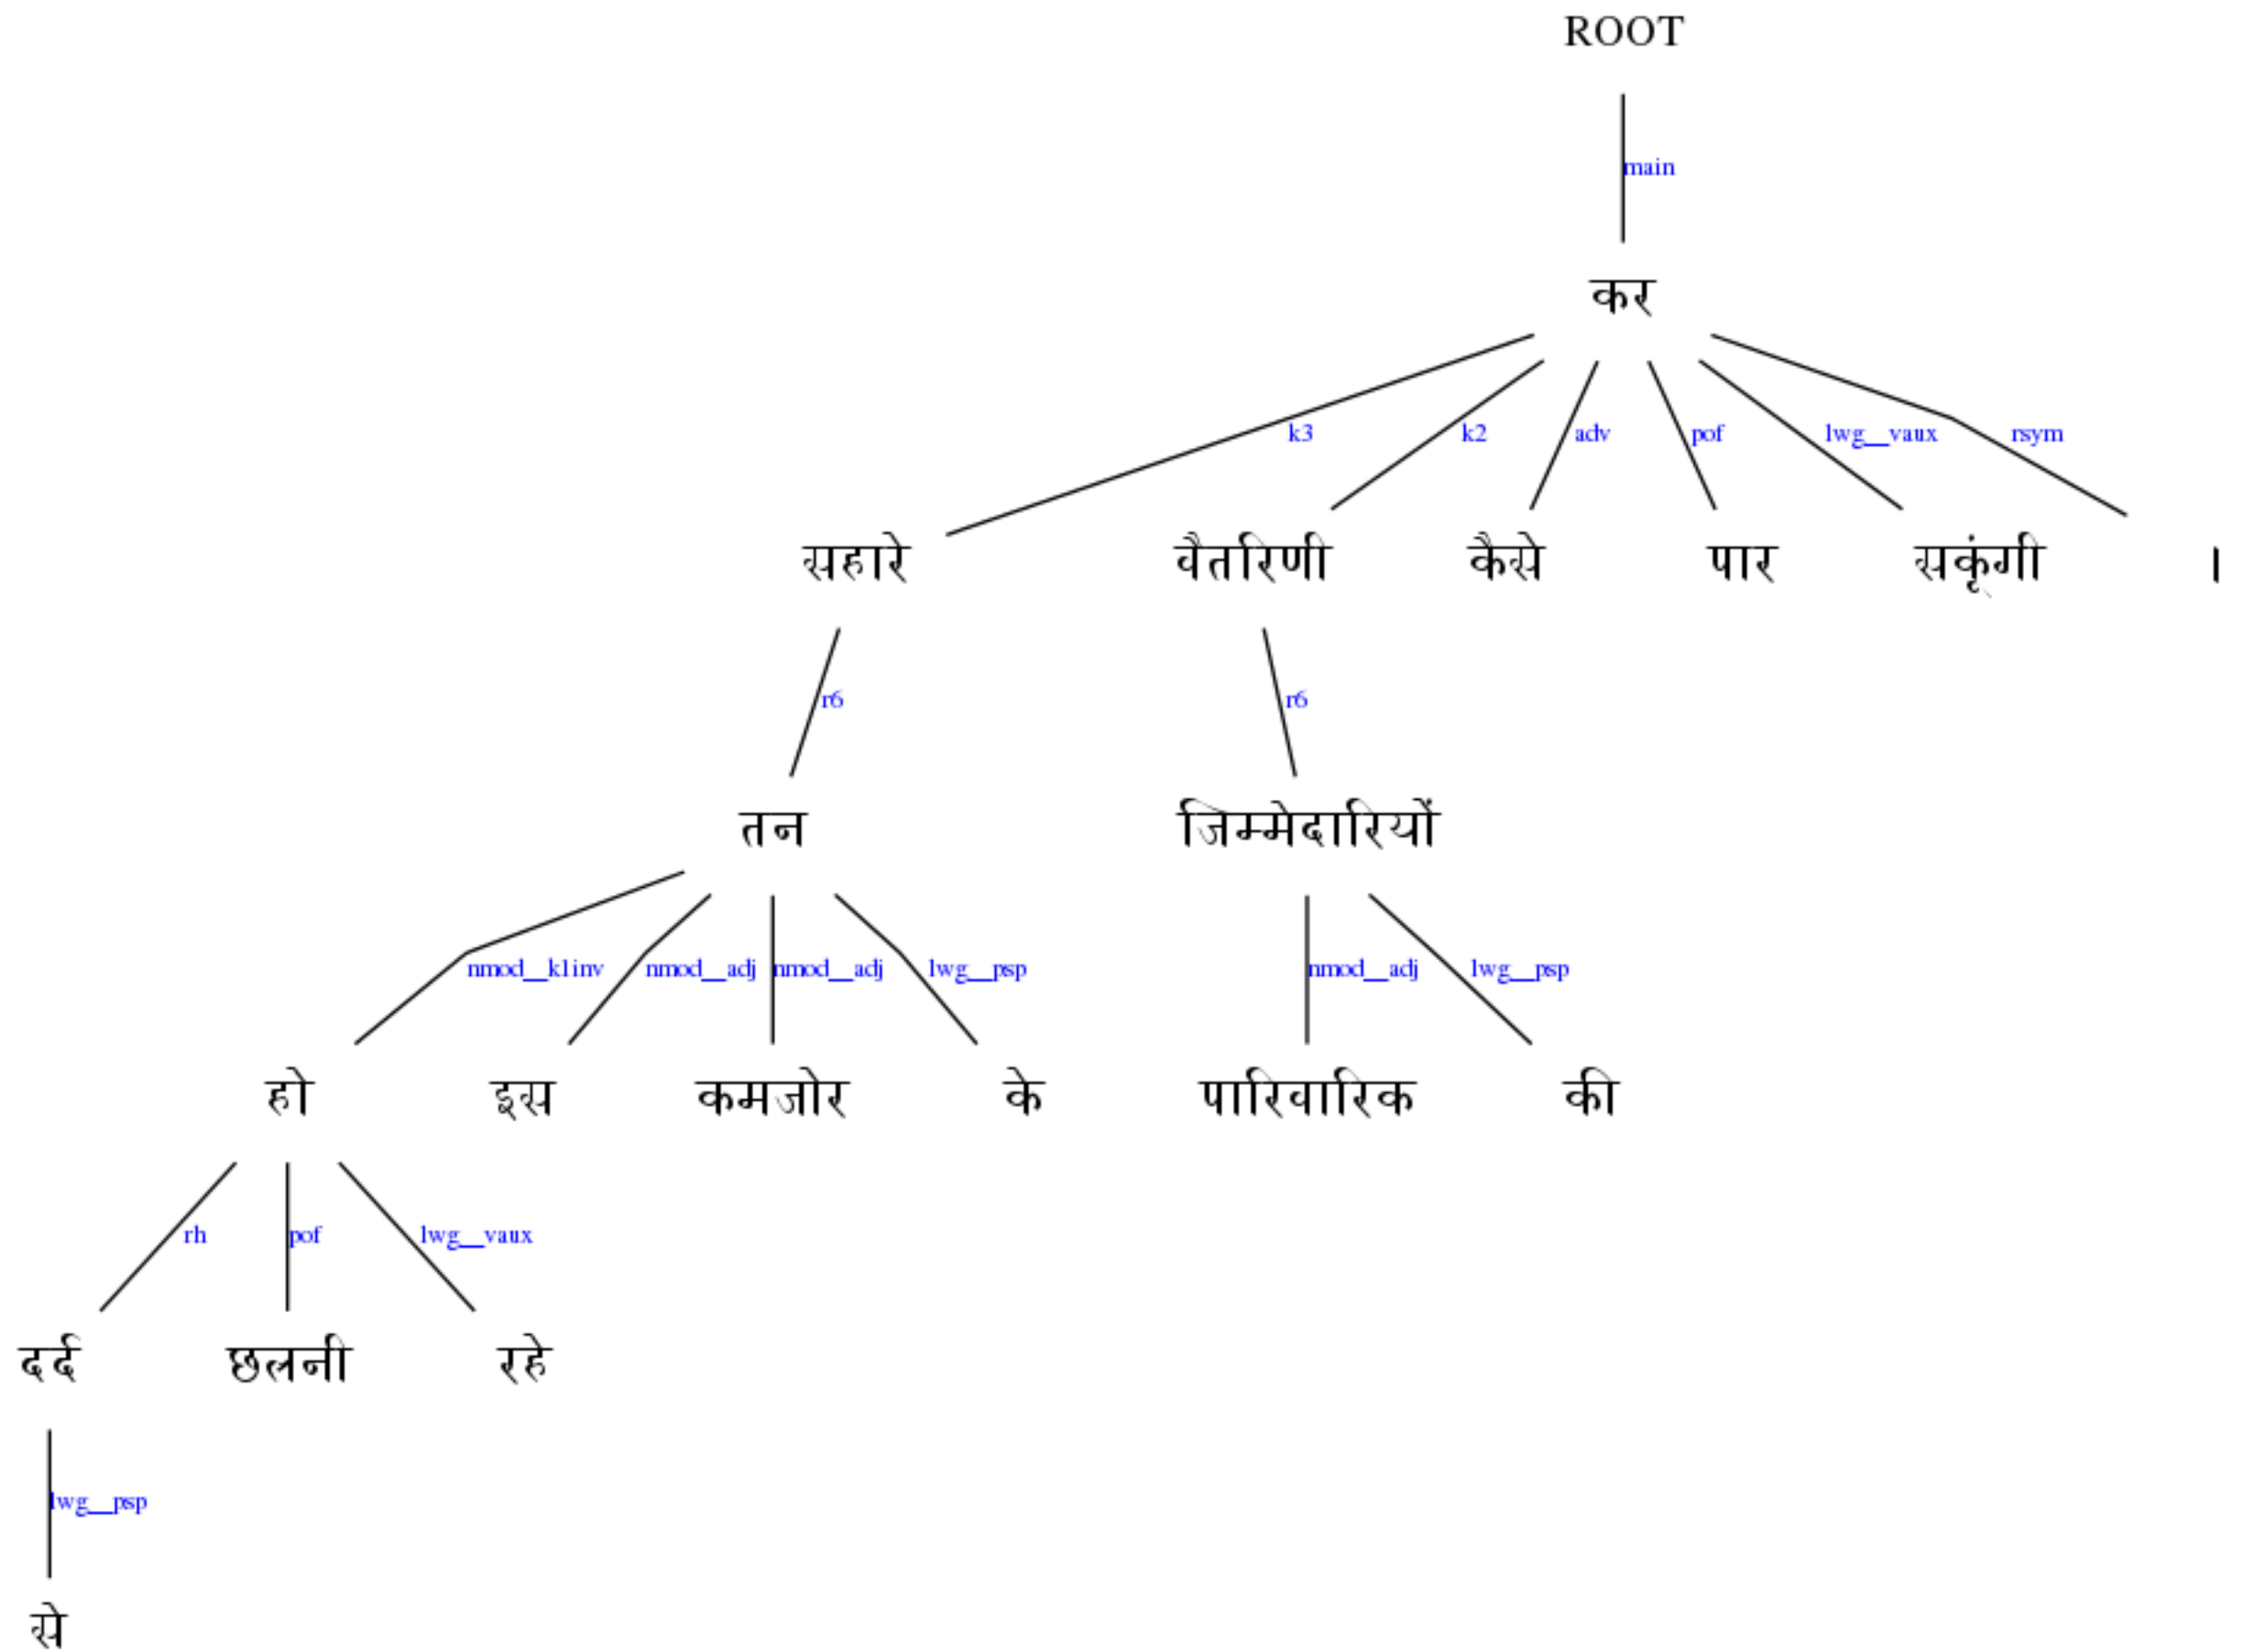 ROOT
main
कर
k3 k2 adv pof lwg__vaux rsym
सहारे वैतरिणी कैसे पार सकूंगी ।
r6 r6
तन जिम्मेदारियों
nmod__k1inv nmod__adj nmod__adj lwg__psp nmod__adj lwg__psp
हो इस कमजोर के पारिवारिक की
rh pof lwg__vaux
दर्द छलनी रहे
lwg__psp
से